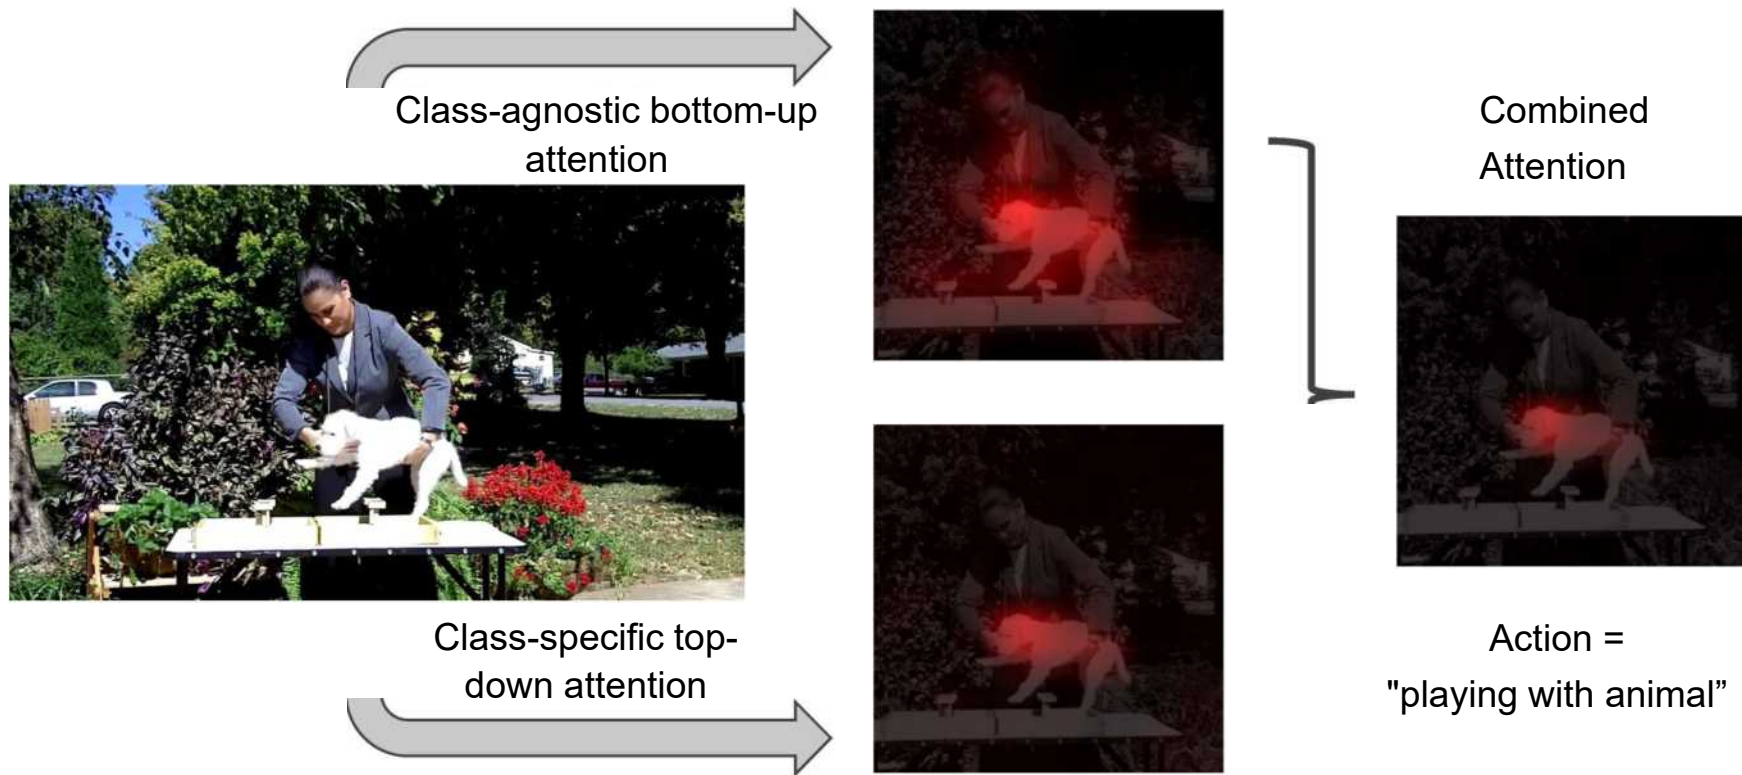 Class-agnostic bottom-up
attention
Combined
Attention
Class-specific top-
down attention
Action =
"playing with animal”